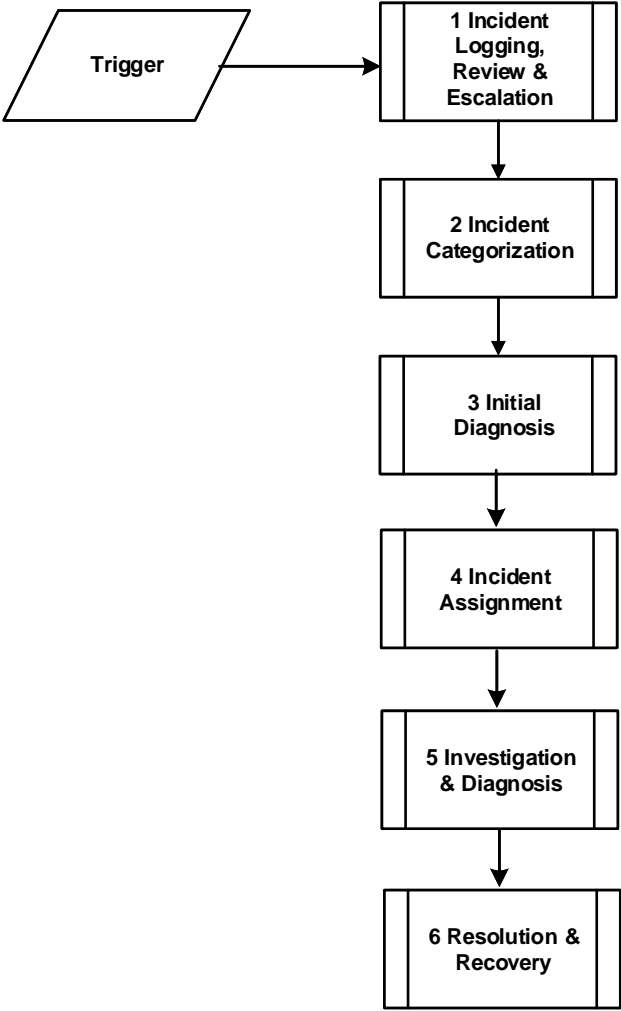 Trigger
1 Incident
Logging,
Review &
Escalation
2 Incident
Categorization
3 Initial
Diagnosis
4 Incident
Assignment
5 Investigation
& Diagnosis
6 Resolution &
Recovery